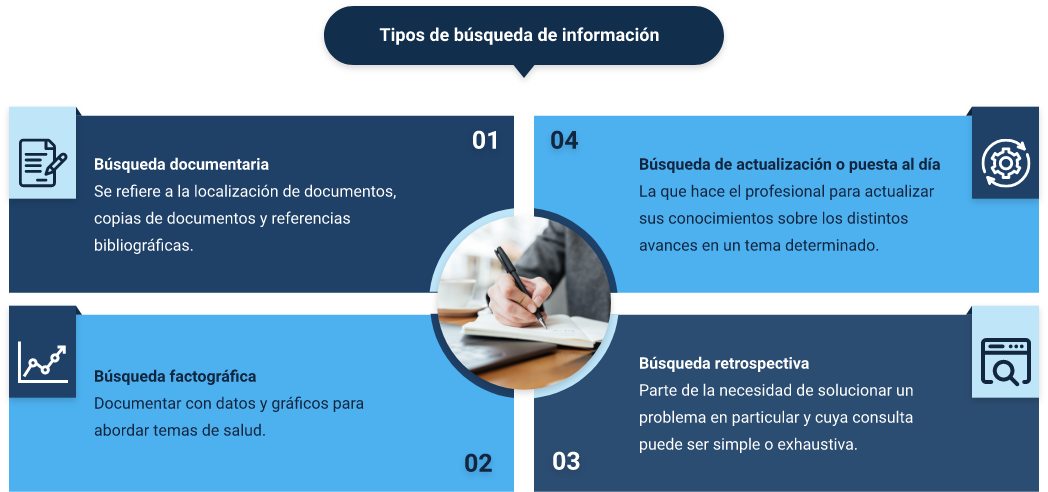 Tipos de búsqueda de información
01
Búsqueda documentaria
Se refiere a la localización de documentos,
copias de documentos y referencias
bibliográficas.
Búsqueda factográfica
Documentar con datos y gráficos para
abordar temas de salud.
02
03
Búsqueda retrospectiva
Parte de la necesidad de solucionar un
problema en particular y cuya consulta
puede ser simple o exhaustiva.
04
Búsqueda de actualización o puesta al día
La que hace el profesional para actualizar
sus conocimientos sobre los distintos
avances en un tema determinado.